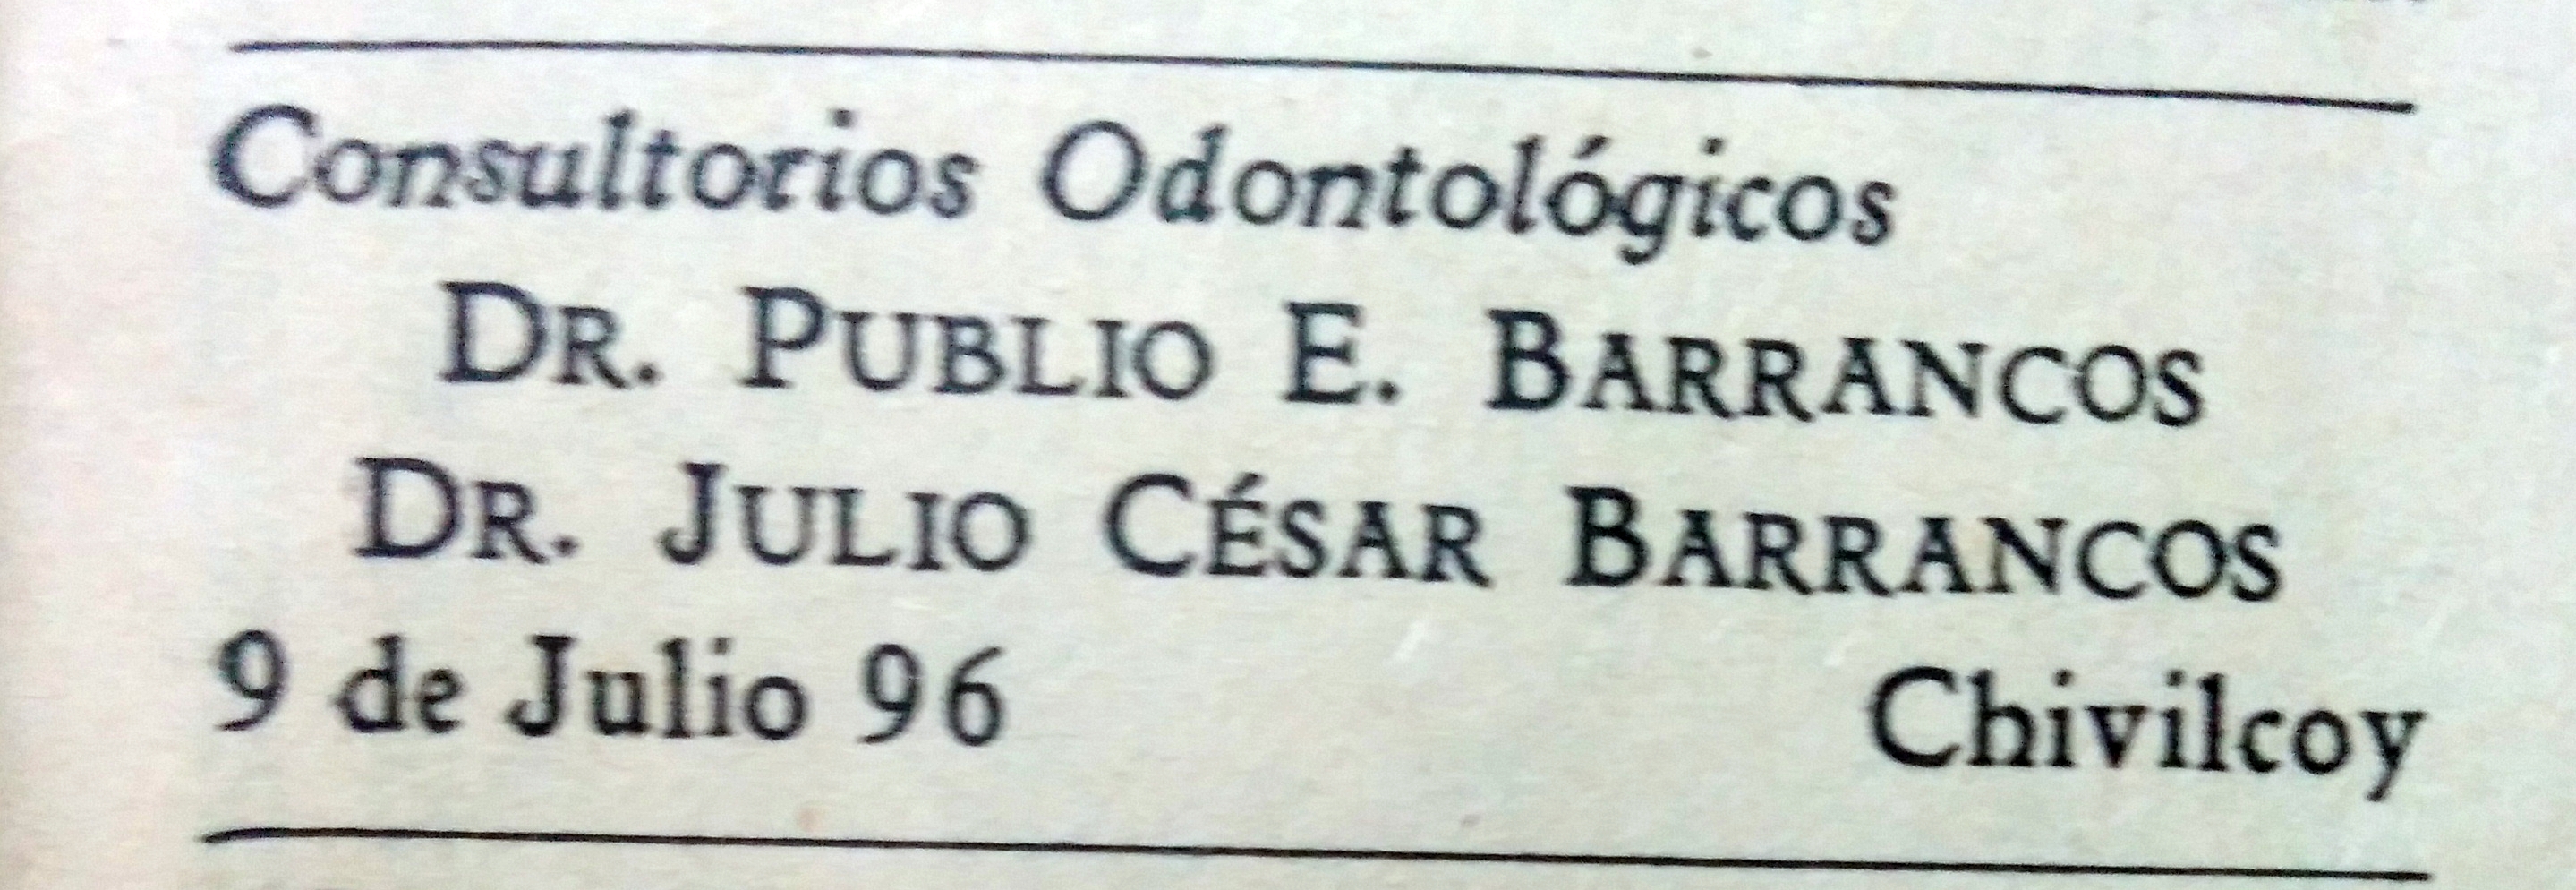 Consultorios Odontológicos
DR. PUBLIO E. BARRANCOS
DR. JULIO CÉSAR BARRANCOS
9 de Julio 96 Chivilcoy